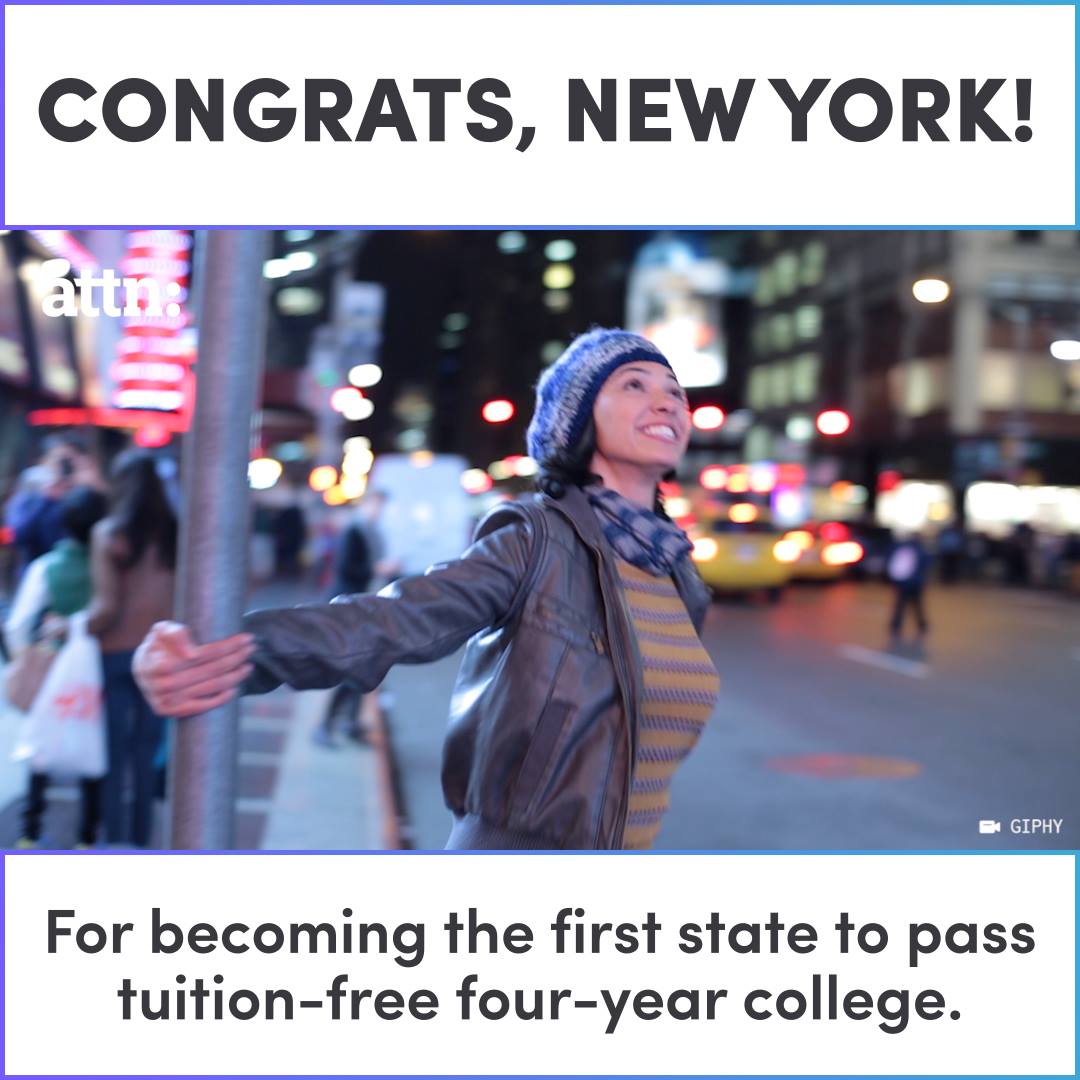 CONGRATS, NEW YORK!
attn:
GIPHY
For becoming the first state to pass
tuition-free four-year college.